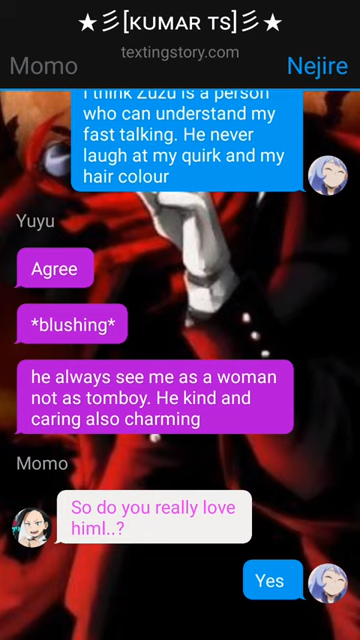 ★彡[ᴋᴜᴍᴀʀ ᴛs]彡★
textingstory.com
Momo
Nejire
I think Zuzu is a person
who can understand my
fast talking. He never
laugh at my quirk and my
hair colour
Yuyu
Agree
*blushing*
he always see me as a woman
not as tomboy. He kind and
caring also charming
Momo
So do you really love
himl..?
Yes